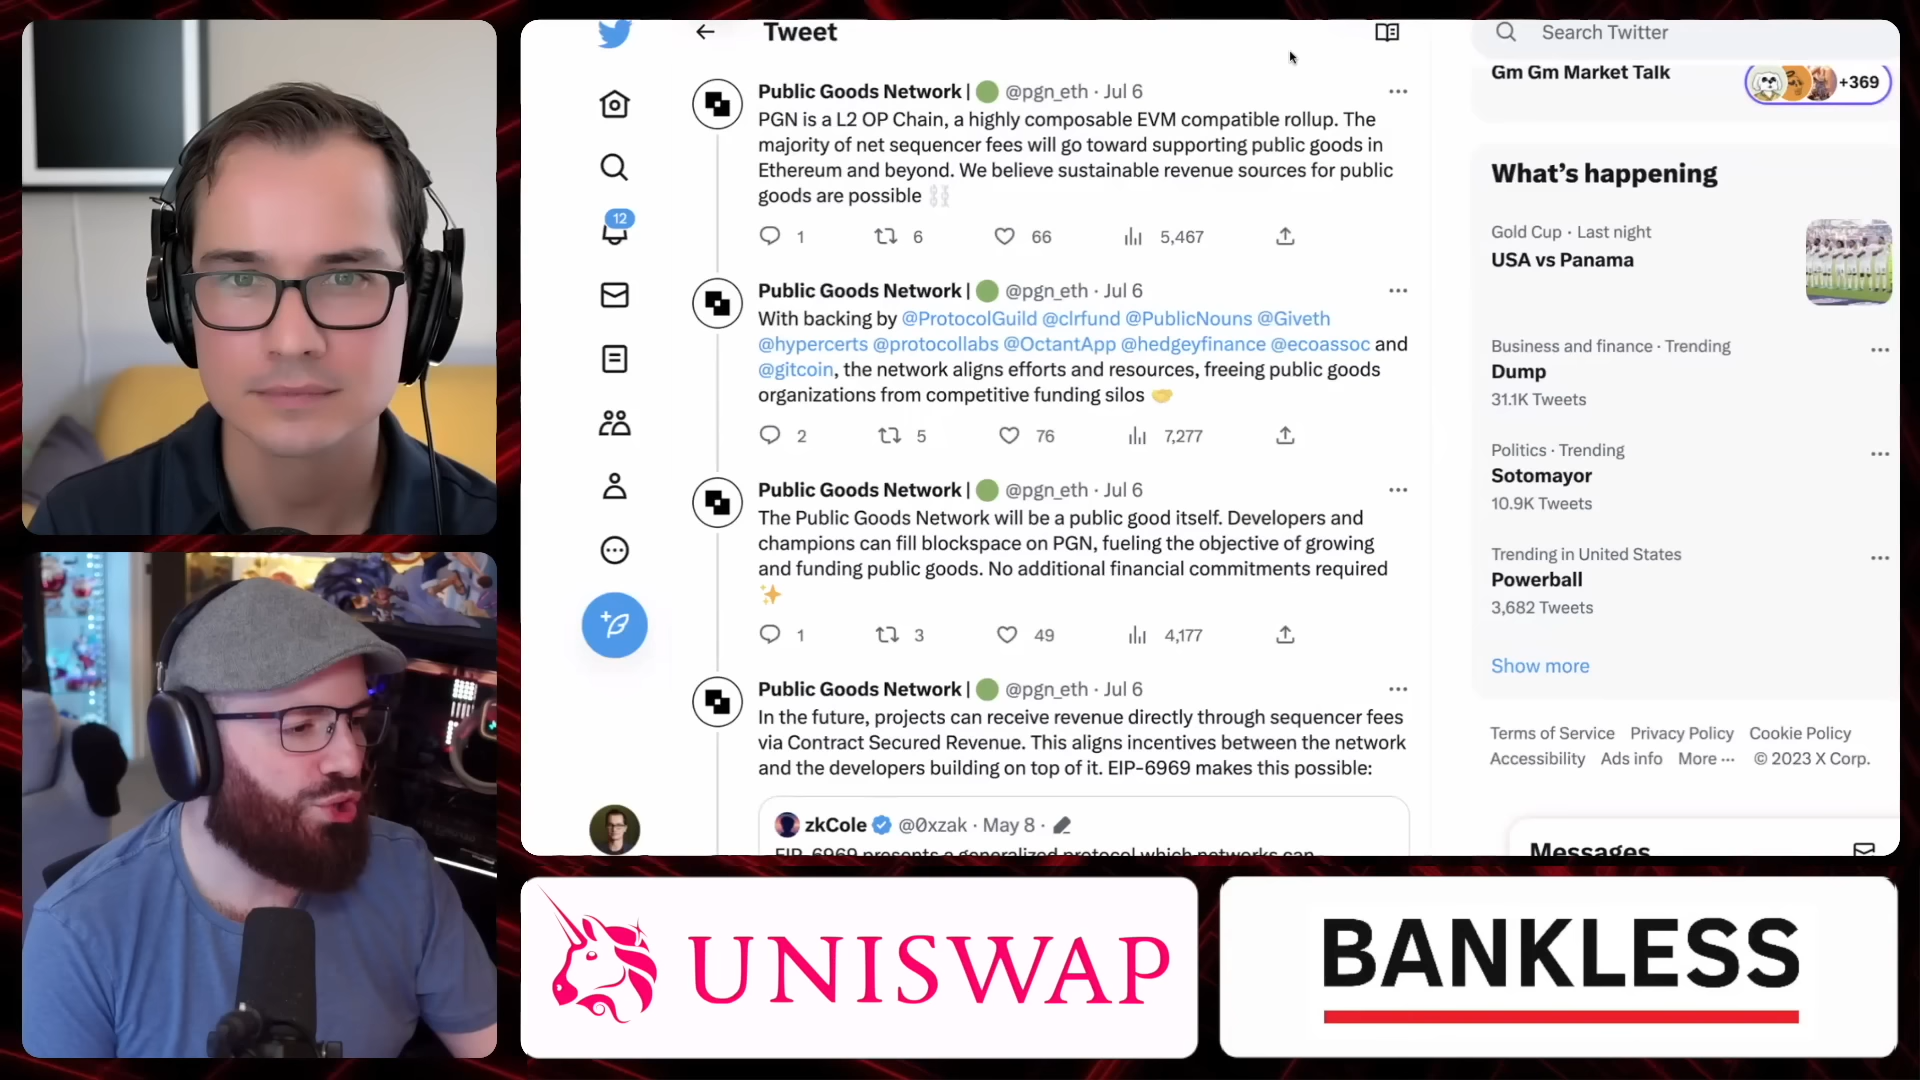 Tweet
Public Goods Network | 🟢 @pgn_eth · Jul 6
PGN is a L2 OP Chain, a highly composable EVM compatible rollup. The
majority of net sequencer fees will go toward supporting public goods in
Ethereum and beyond. We believe sustainable revenue sources for public
goods are possible ⛓️
1 6 66 5,467
Public Goods Network | 🟢 @pgn_eth · Jul 6
With backing by @ProtocolGuild @clrfund @PublicNouns @Giveth
@hypercerts @protocollabs @OctantApp @hedgeyfinance @ecoassoc and
@gitcoin, the network aligns efforts and resources, freeing public goods
organizations from competitive funding silos 🤝
2 5 76 7,277
Public Goods Network | 🟢 @pgn_eth · Jul 6
The Public Goods Network will be a public good itself. Developers and
champions can fill blockspace on PGN, fueling the objective of growing
and funding public goods. No additional financial commitments required
✨
1 3 49 4,177
Public Goods Network | 🟢 @pgn_eth · Jul 6
In the future, projects can receive revenue directly through sequencer fees
via Contract Secured Revenue. This aligns incentives between the network
and the developers building on top of it. EIP-6969 makes this possible:
zkCole @0xzak · May 8 ·
EIP-6969 presents a generalized protocol which networks can
12
Search Twitter
Gm Gm Market Talk
+369
What's happening
Gold Cup · Last night
USA vs Panama
Business and finance · Trending
Dump
31.1K Tweets
Politics · Trending
Sotomayor
10.9K Tweets
Trending in United States
Powerball
3,682 Tweets
Show more
Terms of Service Privacy Policy Cookie Policy
Accessibility Ads info More ··· © 2023 X Corp.
Messages
UNISWAP
BANKLESS